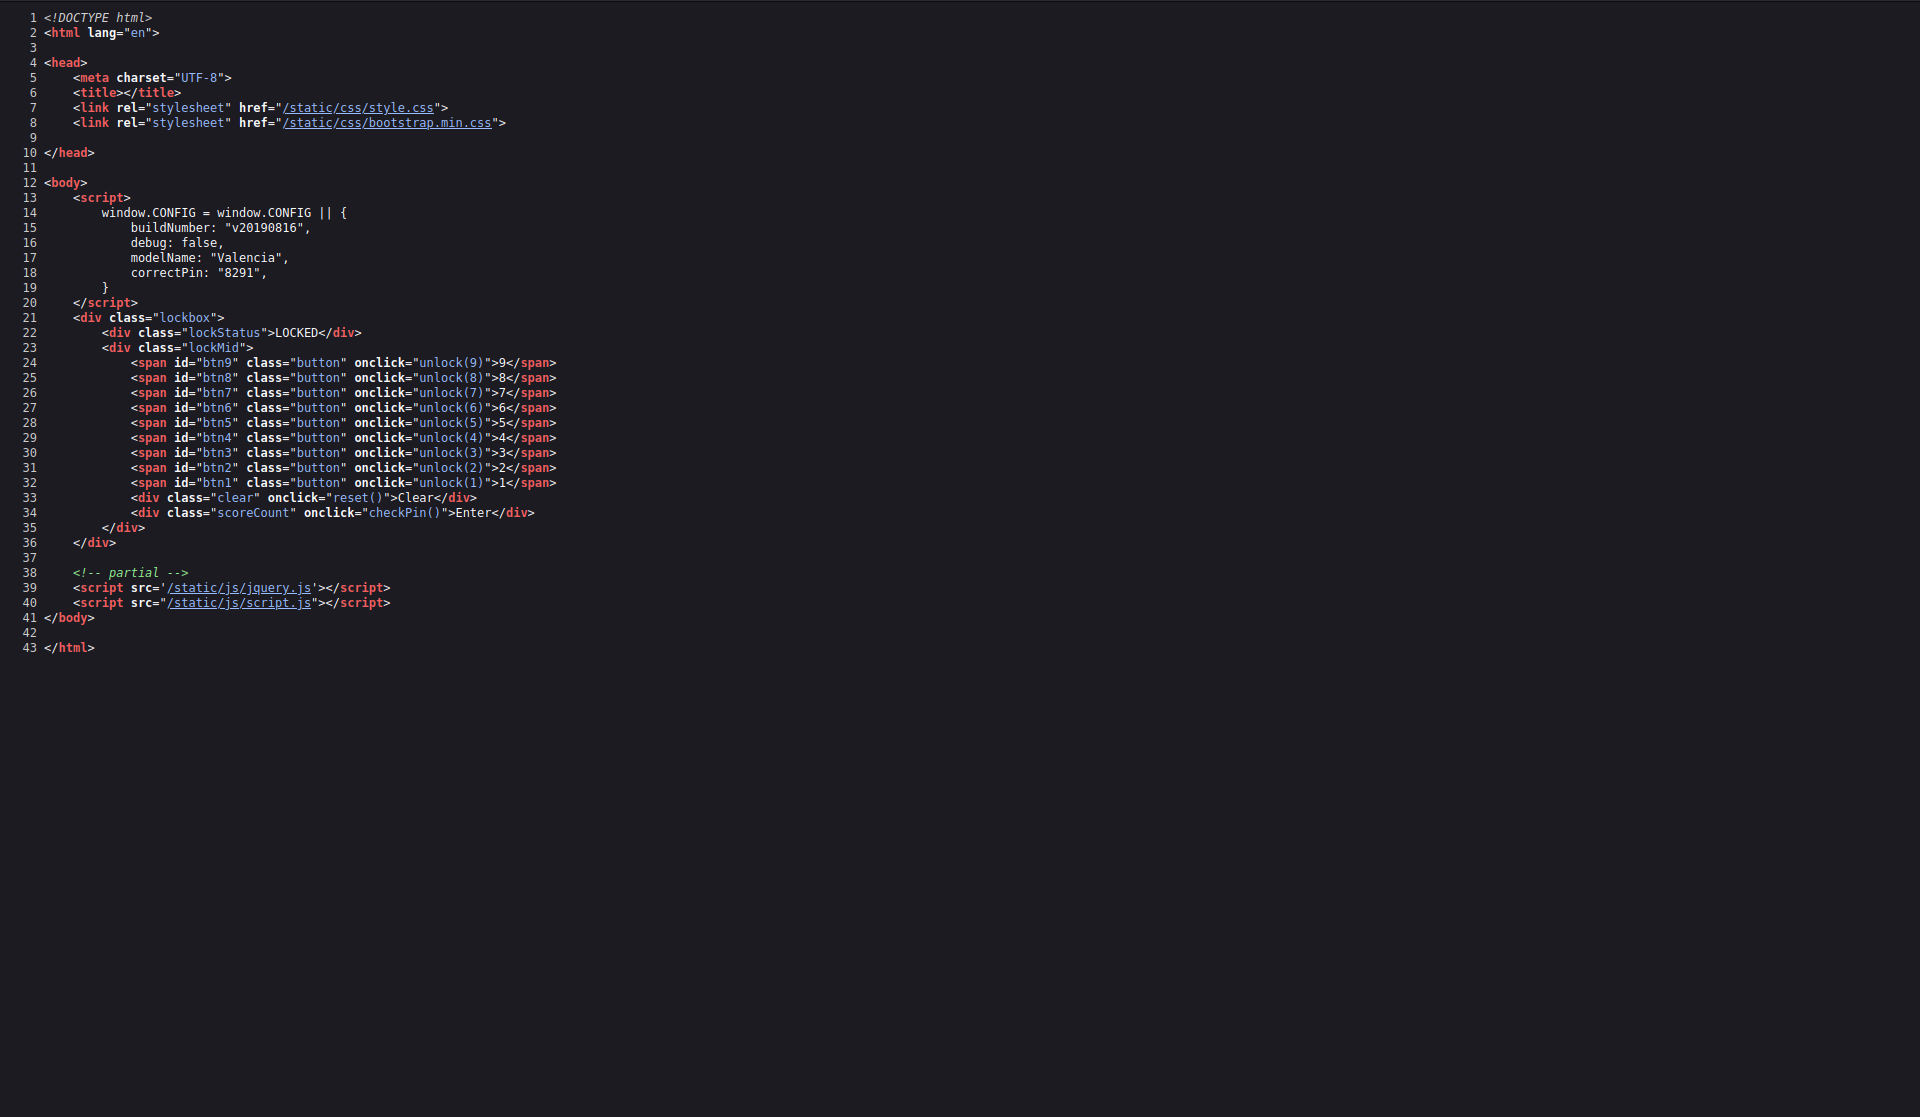 1 <!DOCTYPE html>
2 <html lang="en">
3
4 <head>
5     <meta charset="UTF-8">
6     <title></title>
7     <link rel="stylesheet" href="/static/css/style.css">
8     <link rel="stylesheet" href="/static/css/bootstrap.min.css">
9
10 </head>
11
12 <body>
13     <script>
14         window.CONFIG = window.CONFIG || {
15             buildNumber: "v20190816",
16             debug: false,
17             modelName: "Valencia",
18             correctPin: "8291",
19         }
20     </script>
21     <div class="lockbox">
22         <div class="lockStatus">LOCKED</div>
23         <div class="lockMid">
24             <span id="btn9" class="button" onclick="unlock(9)">9</span>
25             <span id="btn8" class="button" onclick="unlock(8)">8</span>
26             <span id="btn7" class="button" onclick="unlock(7)">7</span>
27             <span id="btn6" class="button" onclick="unlock(6)">6</span>
28             <span id="btn5" class="button" onclick="unlock(5)">5</span>
29             <span id="btn4" class="button" onclick="unlock(4)">4</span>
30             <span id="btn3" class="button" onclick="unlock(3)">3</span>
31             <span id="btn2" class="button" onclick="unlock(2)">2</span>
32             <span id="btn1" class="button" onclick="unlock(1)">1</span>
33             <div class="clear" onclick="reset()">Clear</div>
34             <div class="scoreCount" onclick="checkPin()">Enter</div>
35         </div>
36     </div>
37
38     <!-- partial -->
39     <script src='/static/js/jquery.js'></script>
40     <script src="/static/js/script.js"></script>
41 </body>
42
43 </html>